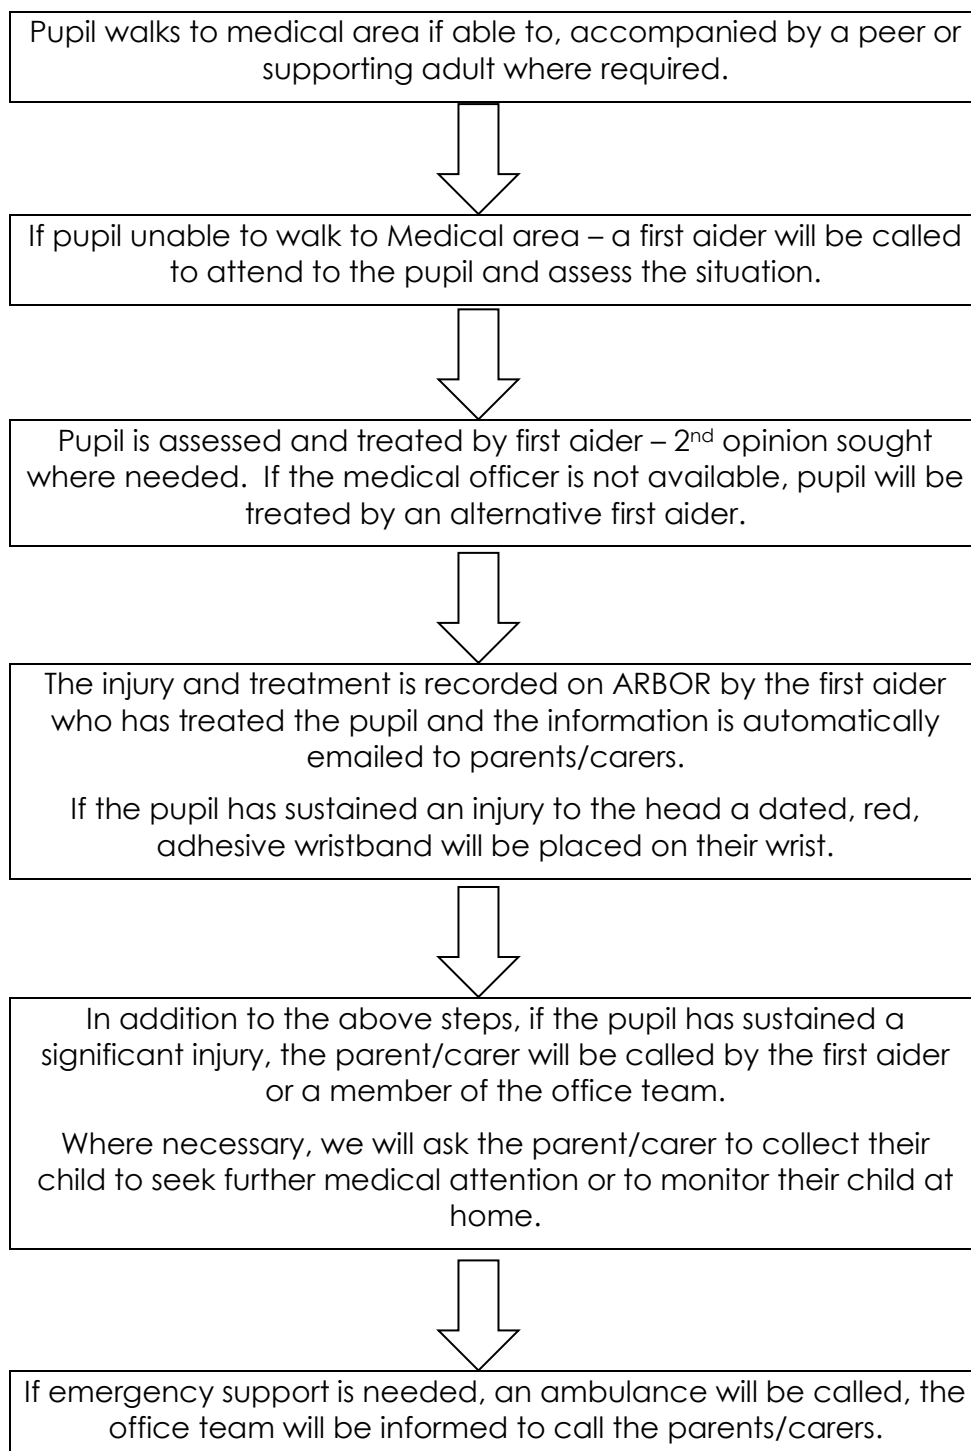 Pupil walks to medical area if able to, accompanied by a peer or
supporting adult where required.
If pupil unable to walk to Medical area – a first aider will be called
to attend to the pupil and assess the situation.
Pupil is assessed and treated by first aider – 2nd opinion sought
where needed.  If the medical officer is not available, pupil will be
treated by an alternative first aider.
The injury and treatment is recorded on ARBOR by the first aider
who has treated the pupil and the information is automatically
emailed to parents/carers.
If the pupil has sustained an injury to the head a dated, red,
adhesive wristband will be placed on their wrist.
In addition to the above steps, if the pupil has sustained a
significant injury, the parent/carer will be called by the first aider
or a member of the office team.
Where necessary, we will ask the parent/carer to collect their
child to seek further medical attention or to monitor their child at
home.
If emergency support is needed, an ambulance will be called, the
office team will be informed to call the parents/carers.